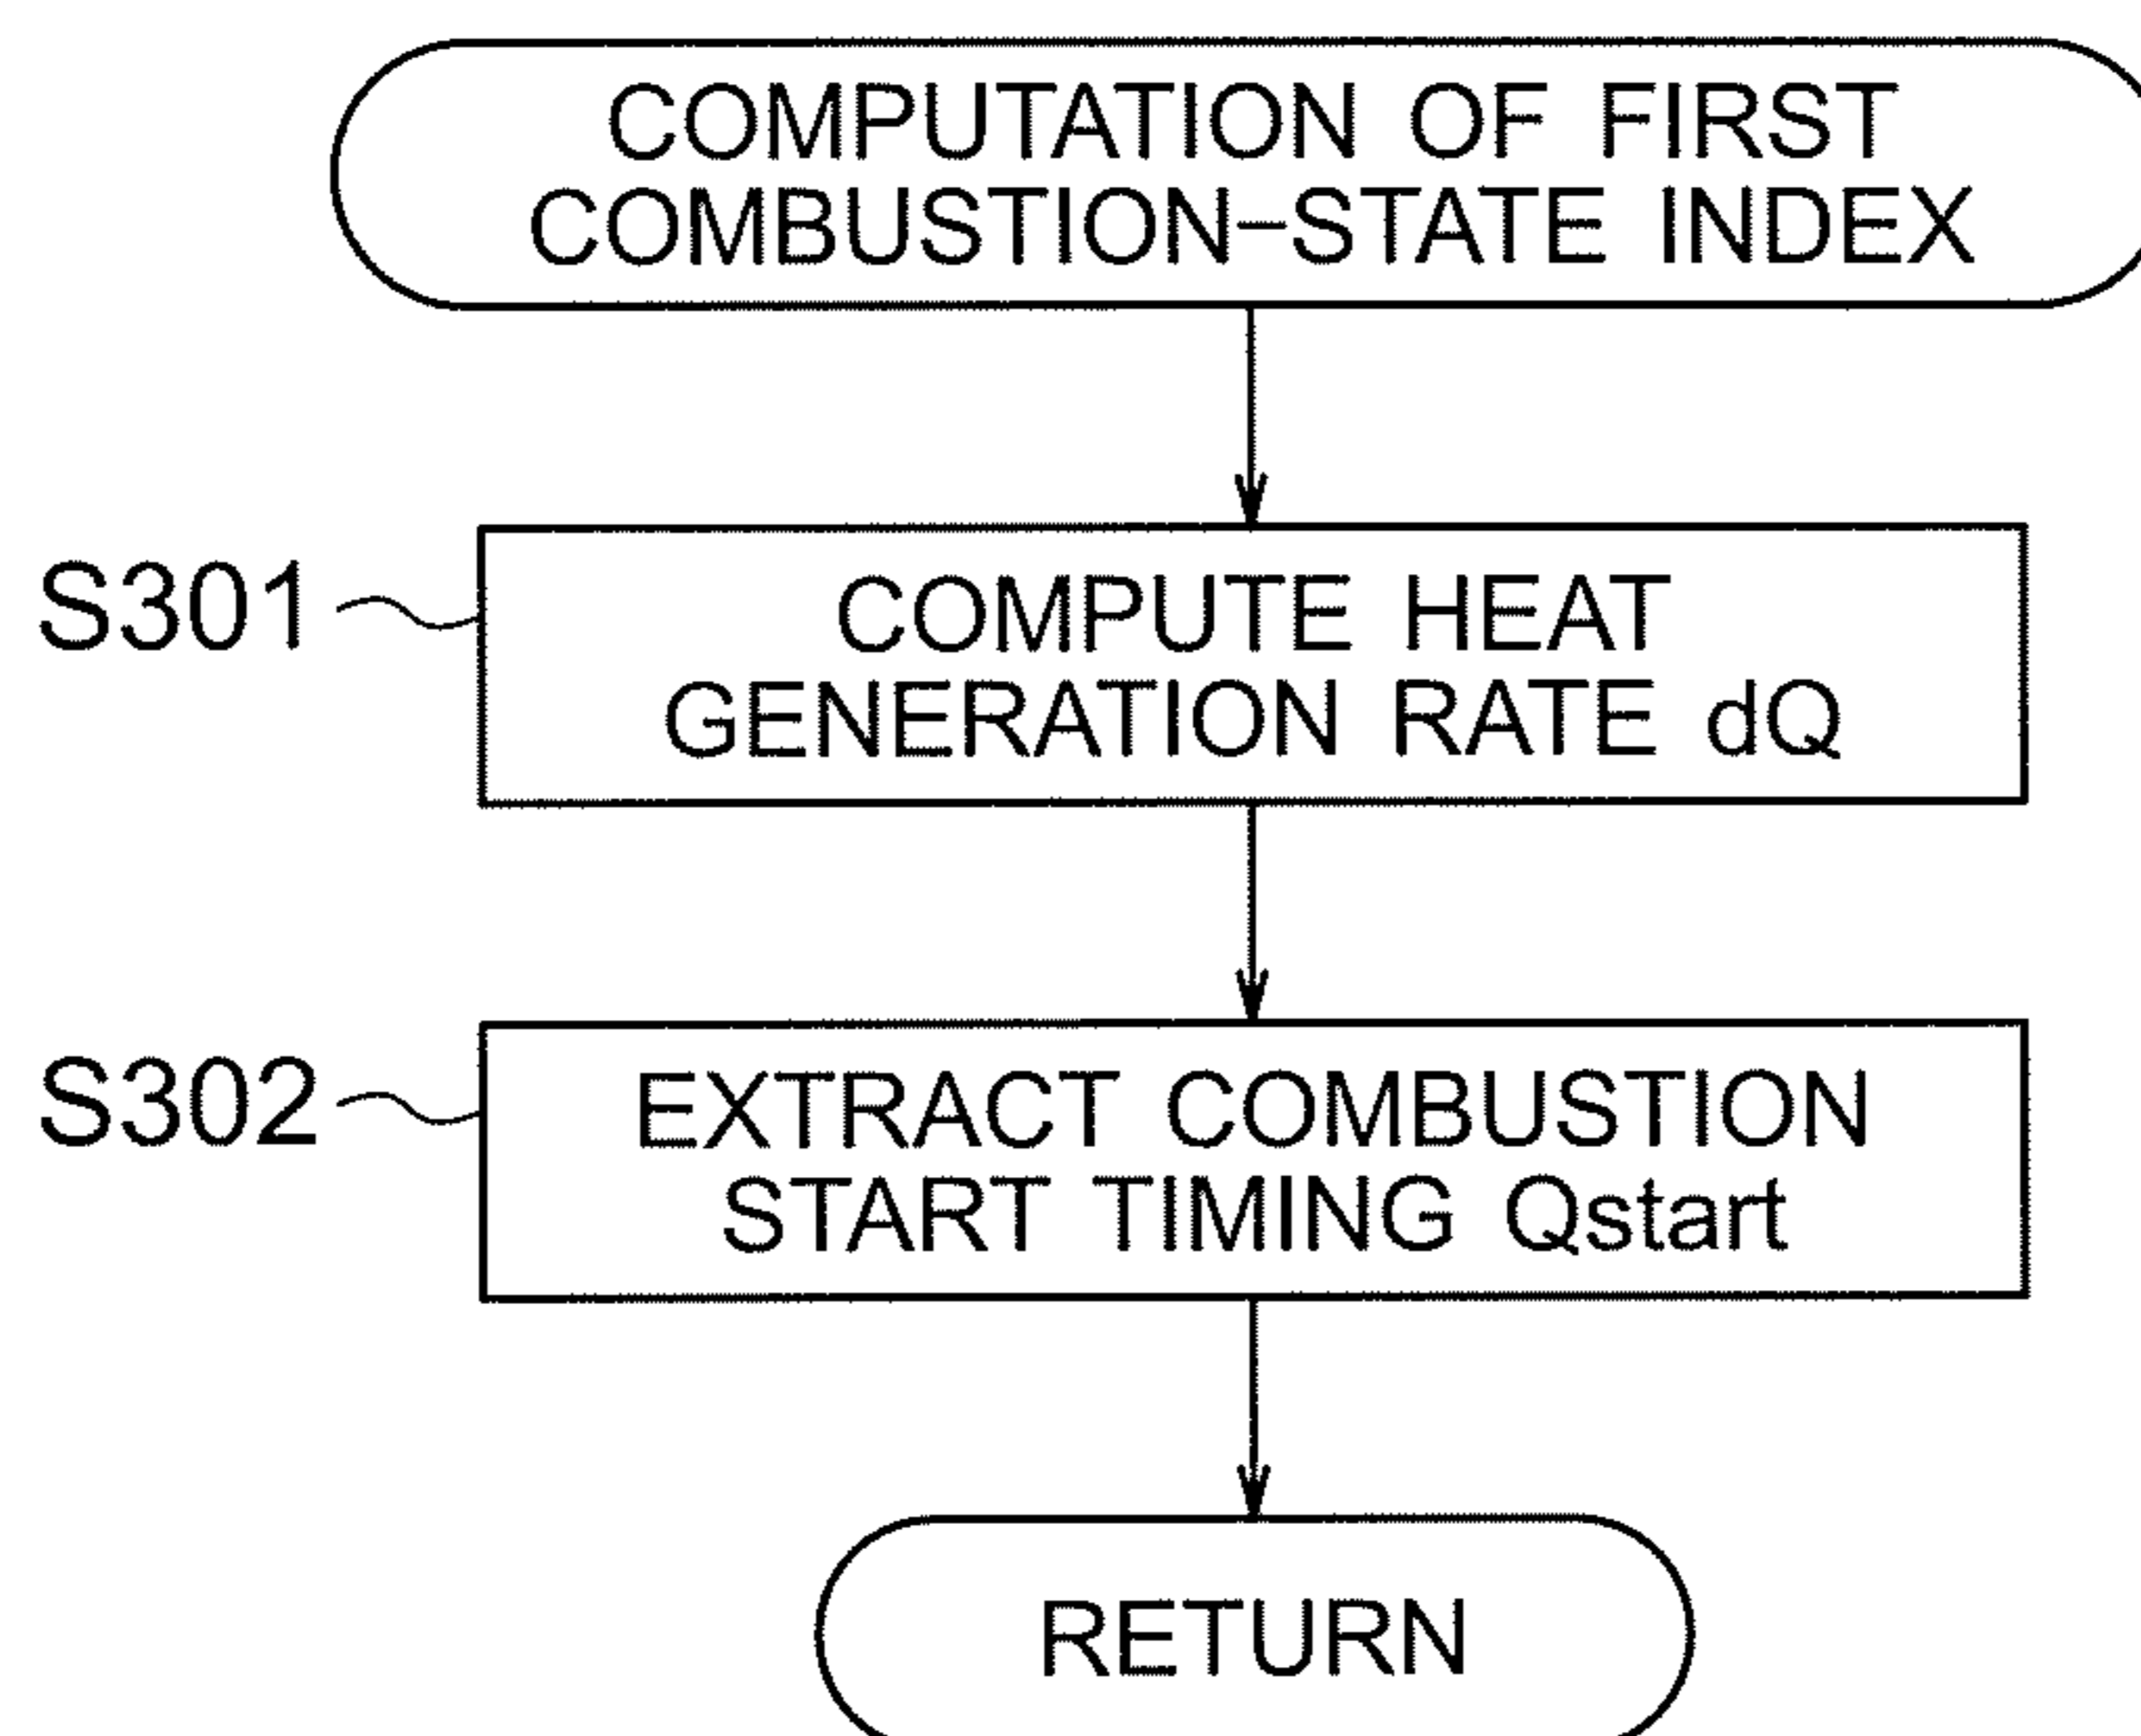 COMPUTATION OF FIRST
COMBUSTION-STATE INDEX
S301
COMPUTE HEAT
GENERATION RATE dQ
S302
EXTRACT COMBUSTION
START TIMING Qstart
RETURN